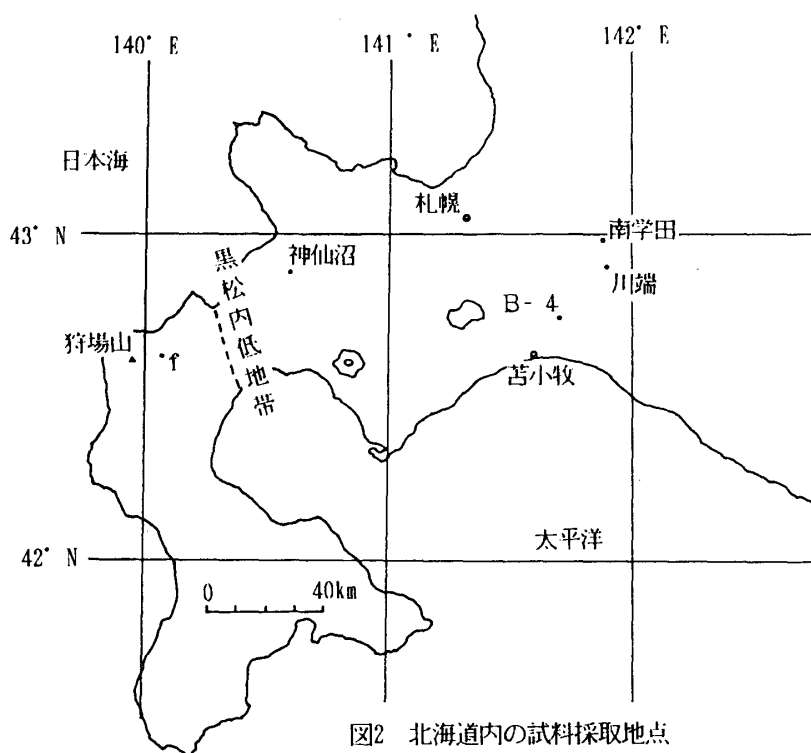 140° E
141° E
142° E
日本海
札幌
43° N
南学田
神仙沼
川端
黒松内低地帯
B-4
狩場山
f
苫小牧
太平洋
42° N
0 40km
図2 北海道内の試料採取地点